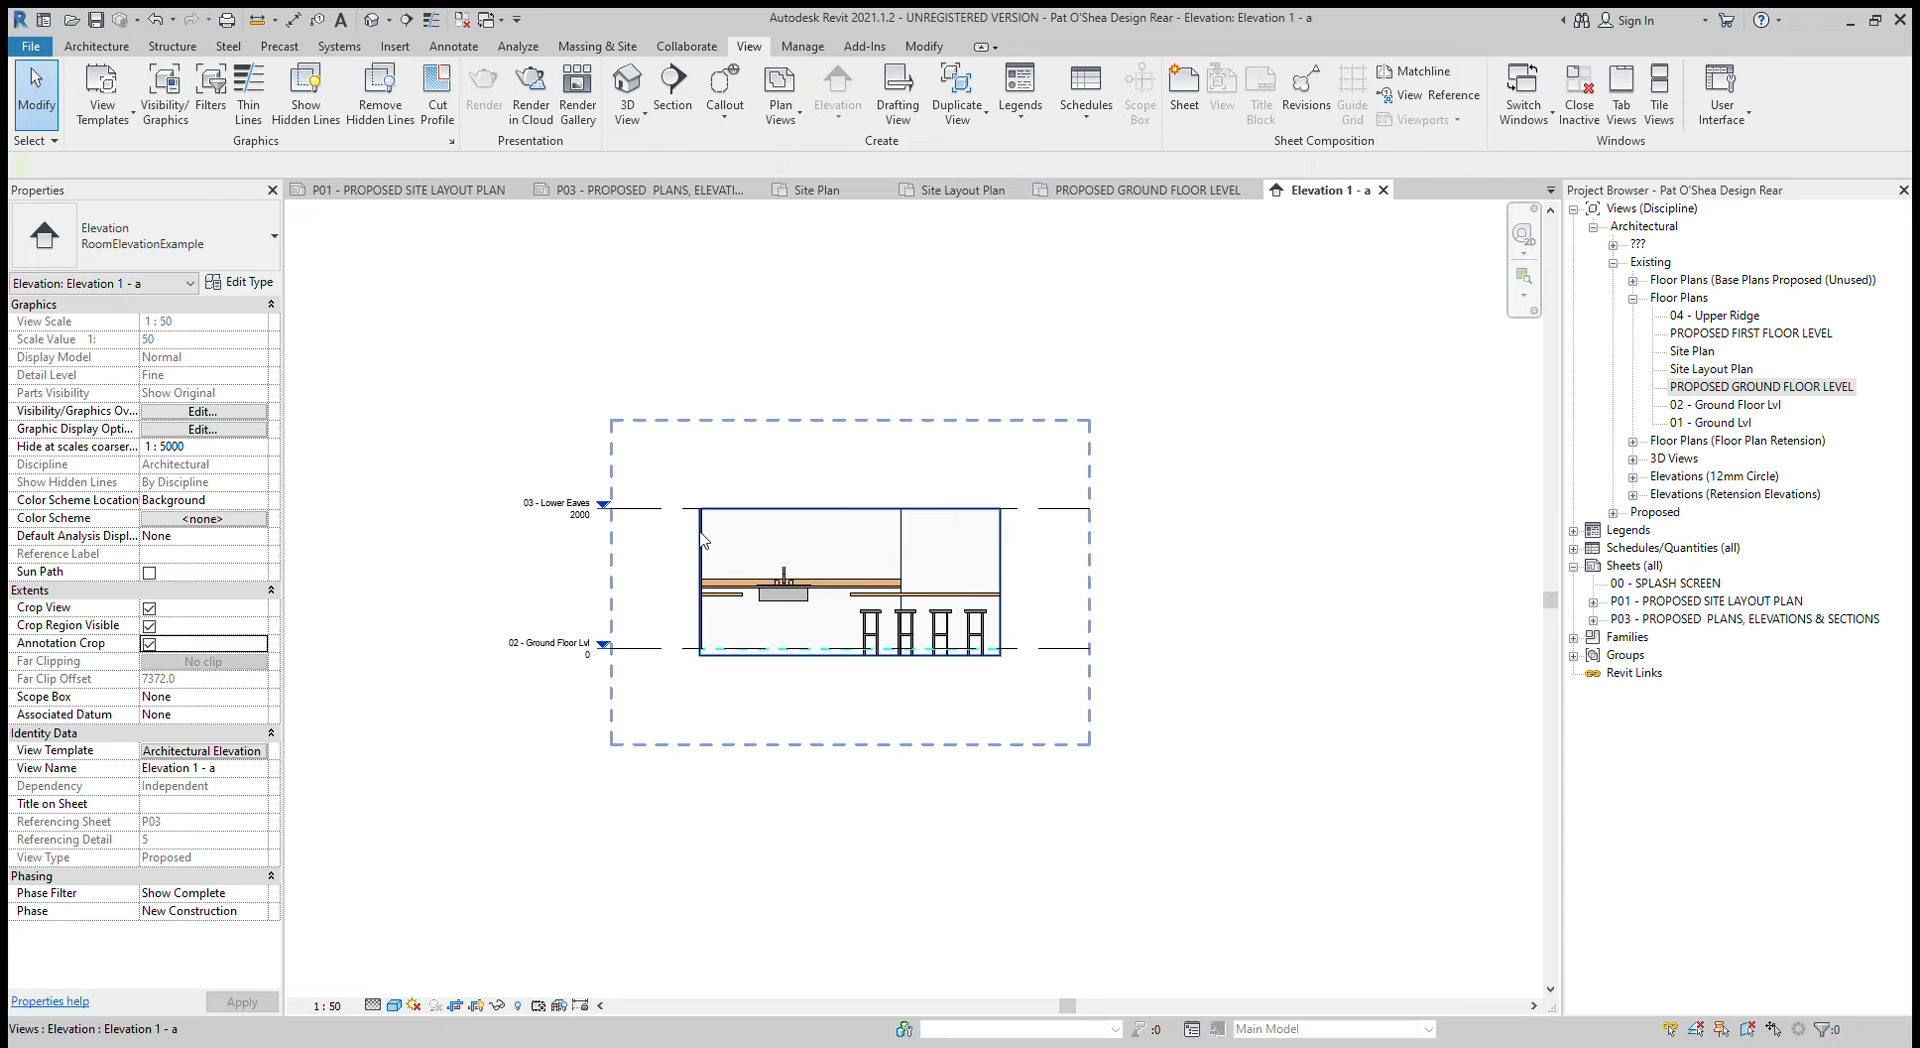 Autodesk Revit 2021.1.2 - UNREGISTERED VERSION - Pat O'Shea Design Rear - Elevation: Elevation 1 - a
Sign In
File Architecture Structure Steel Precast Systems Insert Annotate Analyze Massing & Site Collaborate View Manage Add-Ins Modify
Modify
View Templates
Visibility/ Graphics
Filters
Thin Lines
Show Hidden Lines
Remove Hidden Lines
Cut Profile
Render
Render in Cloud
Render Gallery
3D View
Section
Callout
Plan Views
Elevation
Drafting View
Duplicate View
Legends
Schedules
Scope Box
Sheet
View
Title Block
Revisions
Guide Grid
Matchline
View Reference
Viewports
Switch Windows
Close Inactive
Tab Views
Tile Views
User Interface
Select
Graphics
Presentation
Create
Sheet Composition
Windows
Properties
P01 - PROPOSED SITE LAYOUT PLAN
P03 - PROPOSED PLANS, ELEVATI...
Site Plan
Site Layout Plan
PROPOSED GROUND FLOOR LEVEL
Elevation 1 - a
Project Browser - Pat O'Shea Design Rear
Elevation
RoomElevationExample
Elevation: Elevation 1 - a
Edit Type
Graphics
View Scale 1 : 50
Scale Value 1: 50
Display Model Normal
Detail Level Fine
Parts Visibility Show Original
Visibility/Graphics Ov... Edit...
Graphic Display Opti... Edit...
Hide at scales coarser... 1 : 5000
Discipline Architectural
Show Hidden Lines By Discipline
Color Scheme Location Background
Color Scheme <none>
Default Analysis Displ... None
Reference Label
Sun Path
Extents
Crop View
Crop Region Visible
Annotation Crop
Far Clipping No clip
Far Clip Offset 7372.0
Scope Box None
Associated Datum None
Identity Data
View Template Architectural Elevation
View Name Elevation 1 - a
Dependency Independent
Title on Sheet
Referencing Sheet P03
Referencing Detail 5
View Type Proposed
Phasing
Phase Filter Show Complete
Phase New Construction
Properties help
Apply
03 - Lower Eaves
2000
02 - Ground Floor Lvl
0
2D
Views (Discipline)
Architectural
???
Existing
Floor Plans (Base Plans Proposed (Unused))
Floor Plans
04 - Upper Ridge
PROPOSED FIRST FLOOR LEVEL
Site Plan
Site Layout Plan
PROPOSED GROUND FLOOR LEVEL
02 - Ground Floor Lvl
01 - Ground Lvl
Floor Plans (Floor Plan Retention)
3D Views
Elevations (12mm Circle)
Elevations (Retension Elevations)
Proposed
Legends
Schedules/Quantities (all)
Sheets (all)
00 - SPLASH SCREEN
P01 - PROPOSED SITE LAYOUT PLAN
P03 - PROPOSED PLANS, ELEVATIONS & SECTIONS
Families
Groups
Revit Links
1 : 50
Views : Elevation : Elevation 1 - a
:0
Main Model
:0